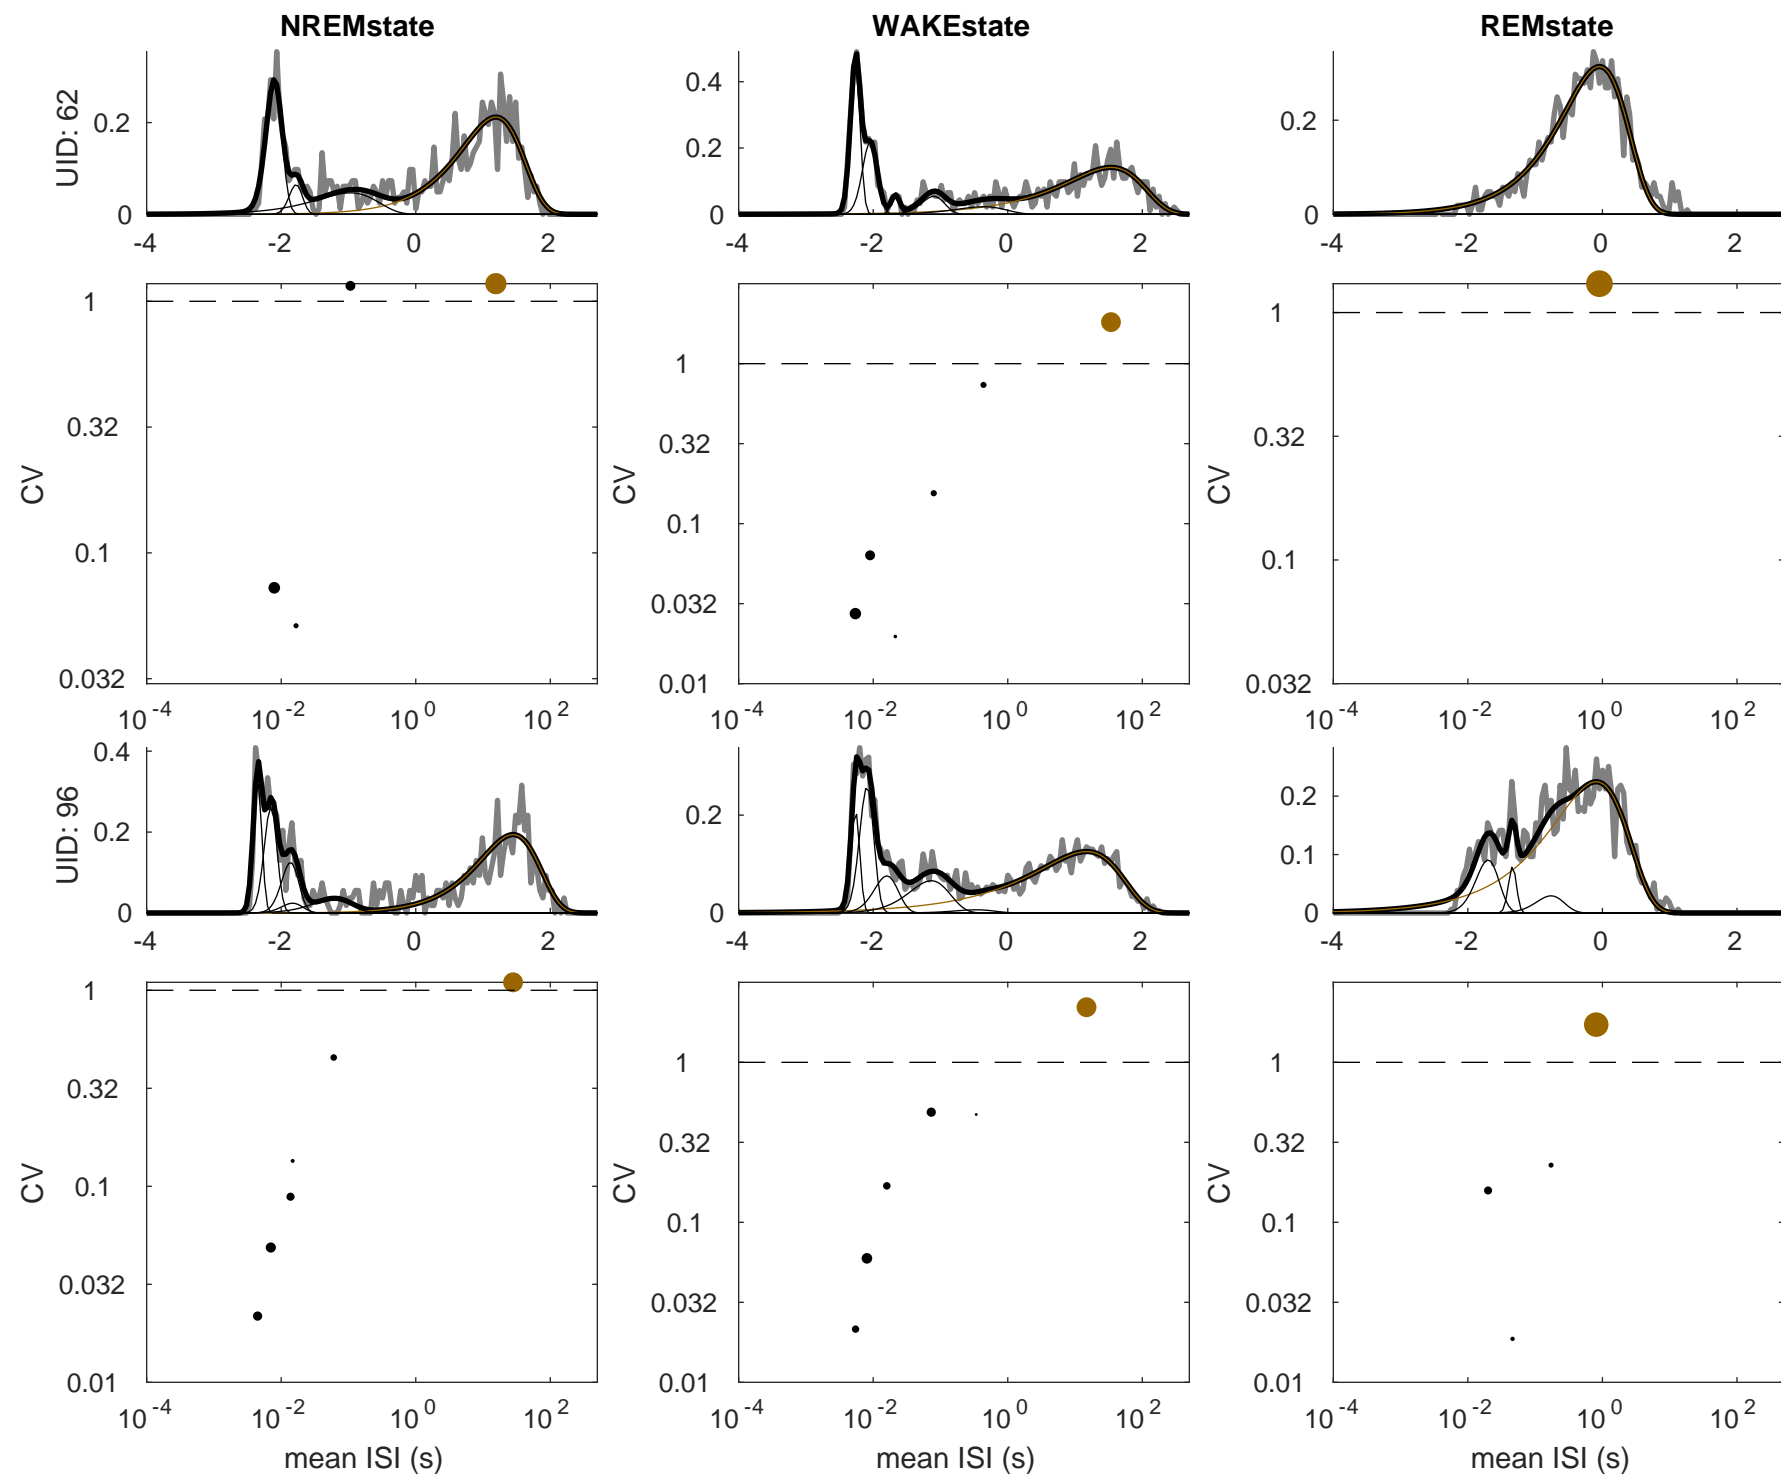 NREMstate WAKEstate REMstate
UID: 62
0.2 0
-4 -2 0 2
0.4 0.2 0
-4 -2 0 2
0.2 0
-4 -2 0 2
CV
1 0.32 0.1 0.032
10^-4 10^-2 10^0 10^2
CV
1 0.32 0.1 0.032 0.01
10^-4 10^-2 10^0 10^2
CV
1 0.32 0.1 0.032
10^-4 10^-2 10^0 10^2
UID: 96
0.4 0.2 0
-4 -2 0 2
0.2 0
-4 -2 0 2
0.2 0.1 0
-4 -2 0 2
CV
1 0.32 0.1 0.032 0.01
10^-4 10^-2 10^0 10^2
mean ISI (s)
CV
1 0.32 0.1 0.032 0.01
10^-4 10^-2 10^0 10^2
mean ISI (s)
CV
1 0.32 0.1 0.032 0.01
10^-4 10^-2 10^0 10^2
mean ISI (s)